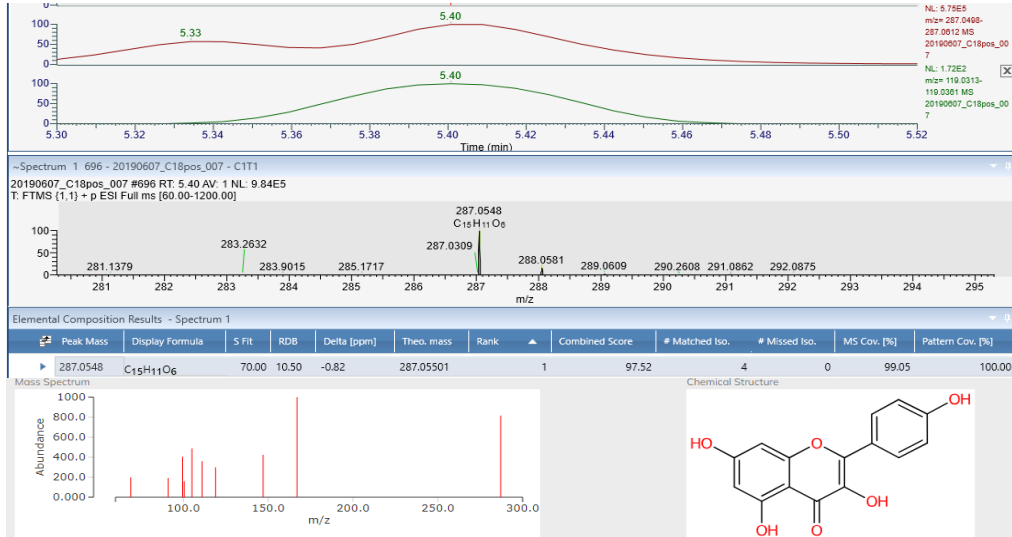 0
100
50
0
5.33
5.40
NL: 5.75E5
m/z= 287.0498-
287.0612 MS
20190607_C18pos_00
7
100
50
0
5.40
NL: 1.72E2
m/z= 119.0313-
119.0361 MS
20190607_C18pos_00
7
X
5.30 5.32 5.34 5.36 5.38 5.40 5.42 5.44 5.46 5.48 5.50 5.52
Time (min)
~Spectrum 1 696 - 20190607_C18pos_007 - C1T1
20190607_C18pos_007 #696 RT: 5.40 AV: 1 NL: 9.84E5
T: FTMS {1,1} + p ESI Full ms [60.00-1200.00]
287.0548
C₁₅H₁₁O₆
100
50
0
281.1379 283.2632 283.9015 285.1717 287.0309 288.0581 289.0609 290.2608 291.0862 292.0875
281 282 283 284 285 286 287 288 289 290 291 292 293 294 295
m/z
Elemental Composition Results - Spectrum 1
Peak Mass Display Formula S Fit RDB Delta [ppm] Theo. mass Rank Combined Score # Matched Iso. # Missed Iso. MS Cov. [%] Pattern Cov. [%]
287.0548 C₁₅H₁₁O₆ 70.00 10.50 -0.82 287.05501 1 97.52 4 0 99.05 100.00
Mass Spectrum
1000
800.0
600.0
400.0
200.0
0.000
Abundance
100.0 150.0 200.0 250.0 300.0
m/z
Chemical Structure
OH
HO
O
OH
OH
O